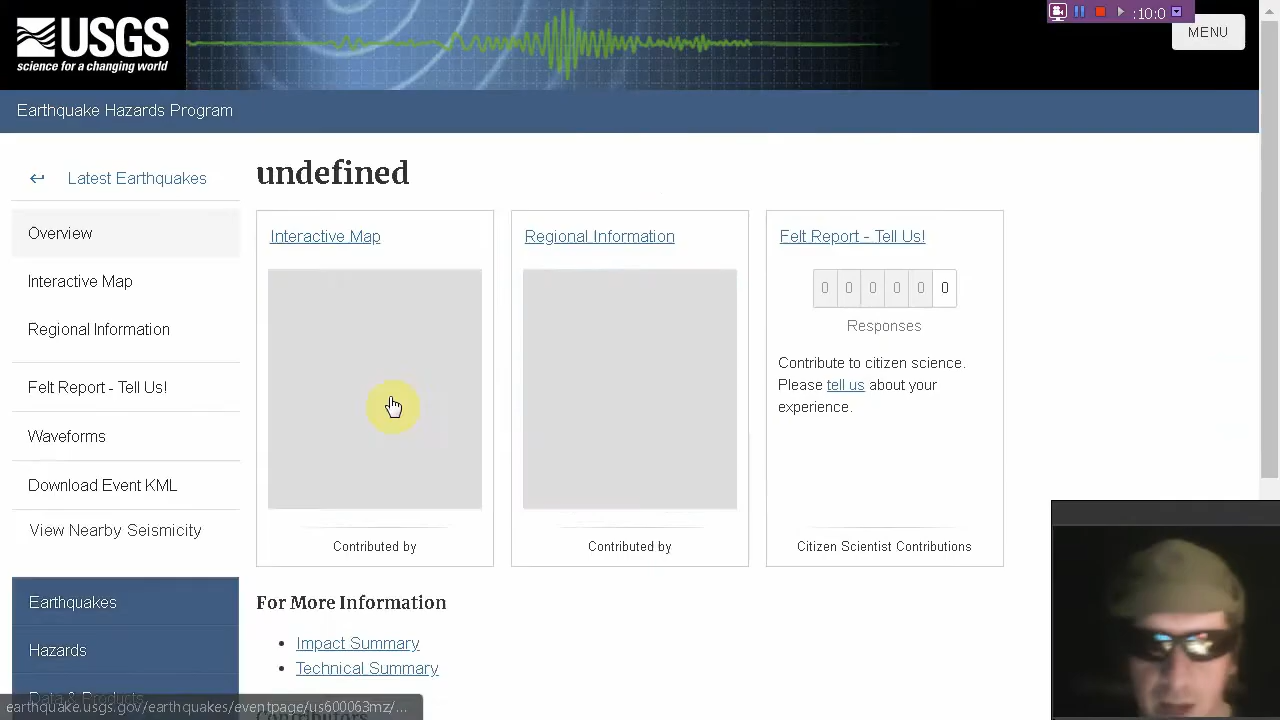 USGS
science for a changing world
:10:0
MENU
Earthquake Hazards Program
Latest Earthquakes
Overview
Interactive Map
Regional Information
Felt Report - Tell Us!
Waveforms
Download Event KML
View Nearby Seismicity
Earthquakes
Hazards
Data & Products
undefined
Interactive Map
Contributed by
Regional Information
Contributed by
Felt Report - Tell Us!
0 0 0 0 0 0
Responses
Contribute to citizen science.
Please tell us about your
experience.
Citizen Scientist Contributions
For More Information
Impact Summary
Technical Summary
Contributors
earthquake.usgs.gov/earthquakes/eventpage/us600063mz/...